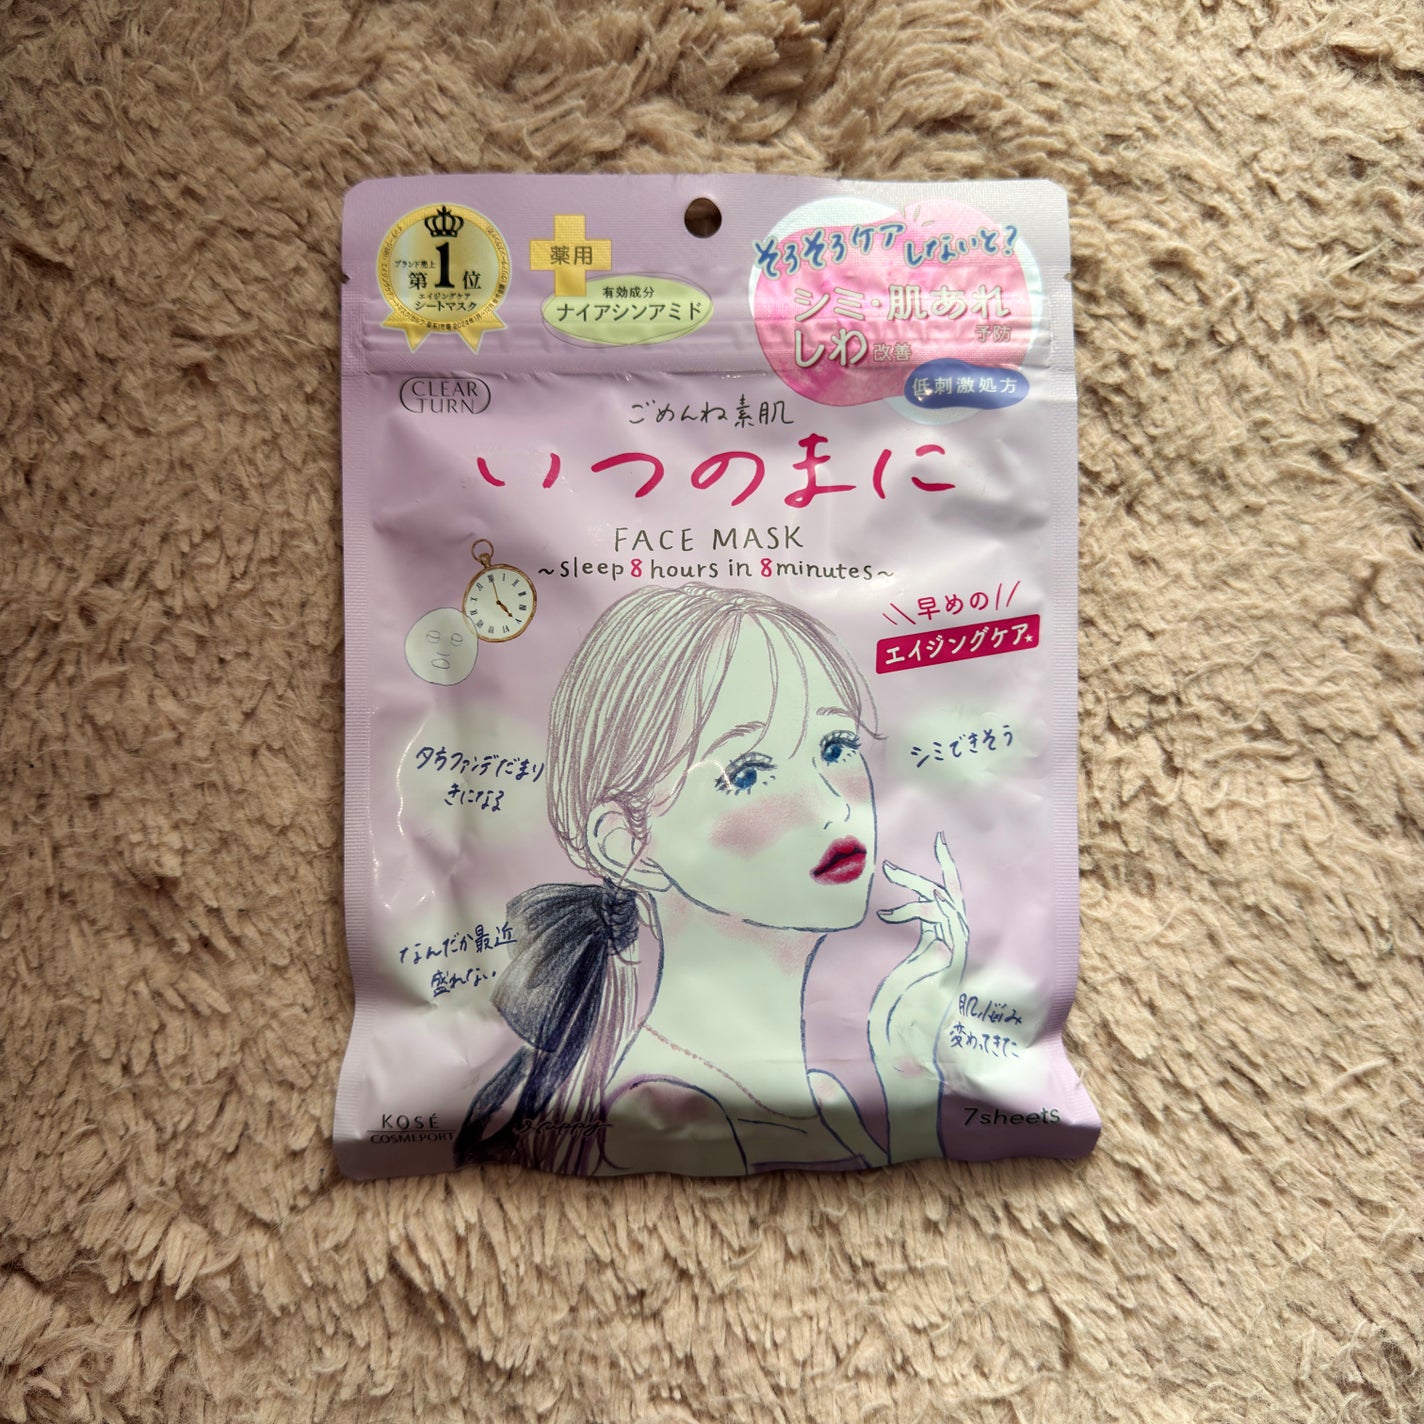 ブランド売上
第1位
エイジングケア
シートマスク
薬用
有効成分
ナイアシンアミド
そろそろケア
しないと?
シミ・肌あれ
予防
しわ改善
低刺激処方
CLEAR
TURN
ごめんね素肌
いつのまに
FACE MASK
~sleep 8 hours in 8 minutes~
早めの
エイジングケア★
夕方ファンデだまり
きになる
シミできそう
なんだか最近
盛れない
肌悩み
変わってきた
KOSÉ
COSMEPORT
7sheets